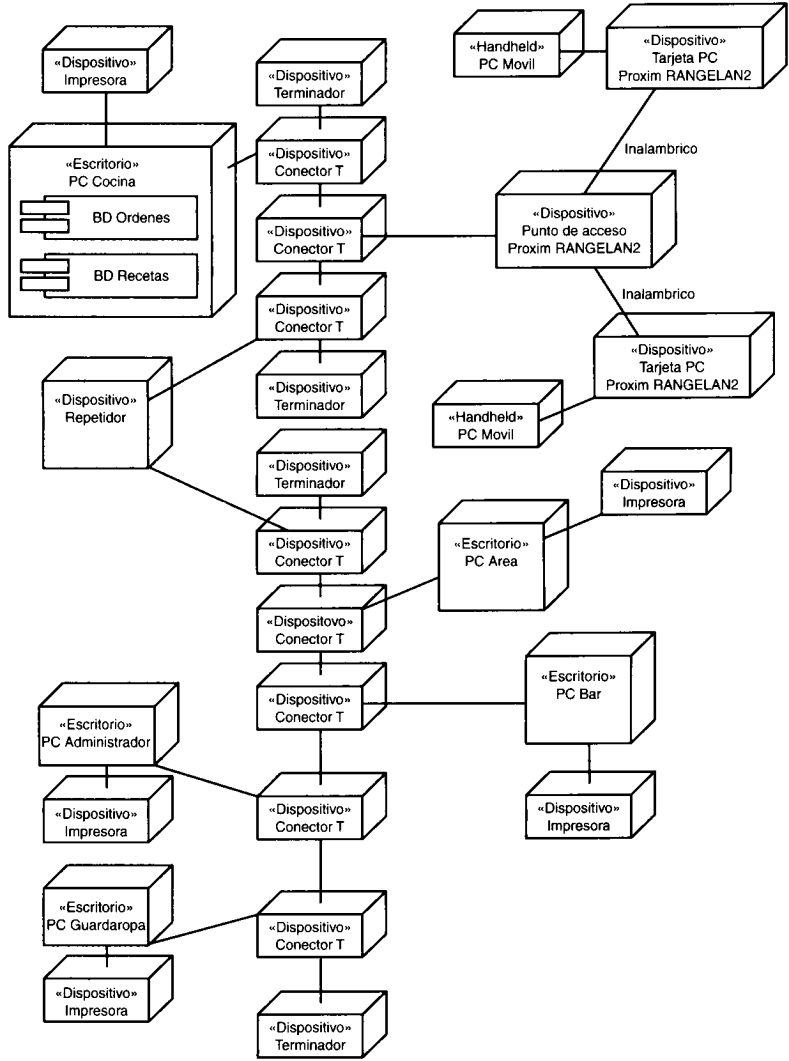 «Dispositivo»
Impresora
«Escritorio»
PC Cocina
BD Ordenes
BD Recetas
«Dispositivo»
Terminador
«Dispositivo»
Conector T
«Dispositivo»
Conector T
«Dispositivo»
Conector T
«Dispositivo»
Terminador
«Handheld»
PC Movil
«Dispositivo»
Tarjeta PC
Proxim RANGELAN2
Inalambrico
«Dispositivo»
Punto de acceso
Proxim RANGELAN2
Inalambrico
«Dispositivo»
Tarjeta PC
Proxim RANGELAN2
«Handheld»
PC Movil
«Dispositivo»
Repetidor
«Dispositivo»
Terminador
«Dispositivo»
Conector T
«Dispositovo»
Conector T
«Dispositivo»
Conector T
«Escritorio»
PC Area
«Dispositivo»
Impresora
«Escritorio»
PC Bar
«Dispositivo»
Impresora
«Escritorio»
PC Administrador
«Dispositivo»
Impresora
«Dispositivo»
Conector T
«Escritorio»
PC Guardaropa
«Dispositivo»
Impresora
«Dispositivo»
Conector T
«Dispositivo»
Terminador